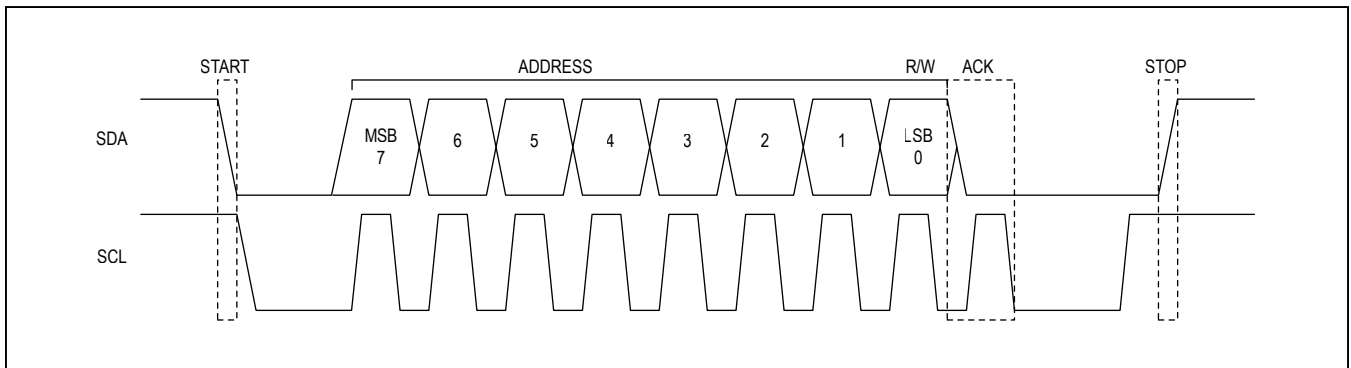 START ADDRESS R/W ACK STOP
SDA
MSB 6 5 4 3 2 1 LSB
7 0
SCL